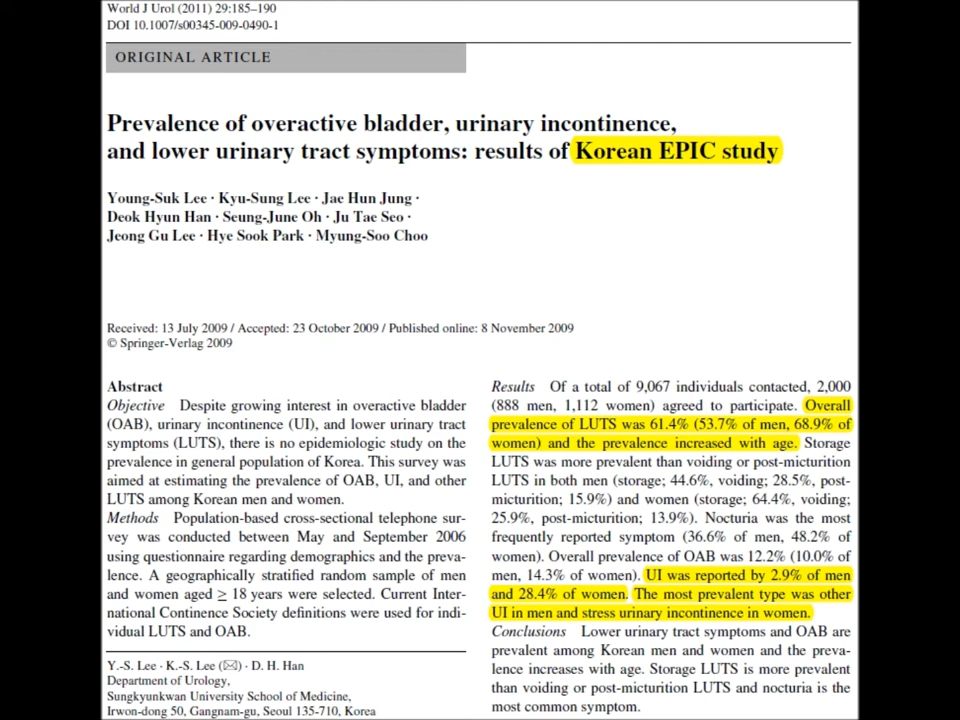 World J Urol (2011) 29:185–190
DOI 10.1007/s00345-009-0490-1
ORIGINAL ARTICLE
Prevalence of overactive bladder, urinary incontinence,
and lower urinary tract symptoms: results of Korean EPIC study
Young-Suk Lee · Kyu-Sung Lee · Jae Hun Jung ·
Deok Hyun Han · Seung-June Oh · Ju Tae Seo ·
Jeong Gu Lee · Hye Sook Park · Myung-Soo Choo
Received: 13 July 2009 / Accepted: 23 October 2009 / Published online: 8 November 2009
© Springer-Verlag 2009
Abstract
Objective Despite growing interest in overactive bladder
(OAB), urinary incontinence (UI), and lower urinary tract
symptoms (LUTS), there is no epidemiologic study on the
prevalence in general population of Korea. This survey was
aimed at estimating the prevalence of OAB, UI, and other
LUTS among Korean men and women.
Methods Population-based cross-sectional telephone sur-
vey was conducted between May and September 2006
using questionnaire regarding demographics and the preva-
lence. A geographically stratified random sample of men
and women aged ≥ 18 years were selected. Current Inter-
national Continence Society definitions were used for indi-
vidual LUTS and OAB.
Y.-S. Lee · K.-S. Lee (✉) · D. H. Han
Department of Urology,
Sungkyunkwan University School of Medicine,
Irwon-dong 50, Gangnam-gu, Seoul 135-710, Korea
Results Of a total of 9,067 individuals contacted, 2,000
(888 men, 1,112 women) agreed to participate. Overall
prevalence of LUTS was 61.4% (53.7% of men, 68.9% of
women) and the prevalence increased with age. Storage
LUTS was more prevalent than voiding or post-micturition
LUTS in both men (storage; 44.6%, voiding; 28.5%, post-
micturition; 15.9%) and women (storage; 64.4%, voiding;
25.9%, post-micturition; 13.9%). Nocturia was the most
frequently reported symptom (36.6% of men, 48.2% of
women). Overall prevalence of OAB was 12.2% (10.0% of
men, 14.3% of women). UI was reported by 2.9% of men
and 28.4% of women. The most prevalent type was other
UI in men and stress urinary incontinence in women.
Conclusions Lower urinary tract symptoms and OAB are
prevalent among Korean men and women and the preva-
lence increases with age. Storage LUTS is more prevalent
than voiding or post-micturition LUTS and nocturia is the
most common symptom.